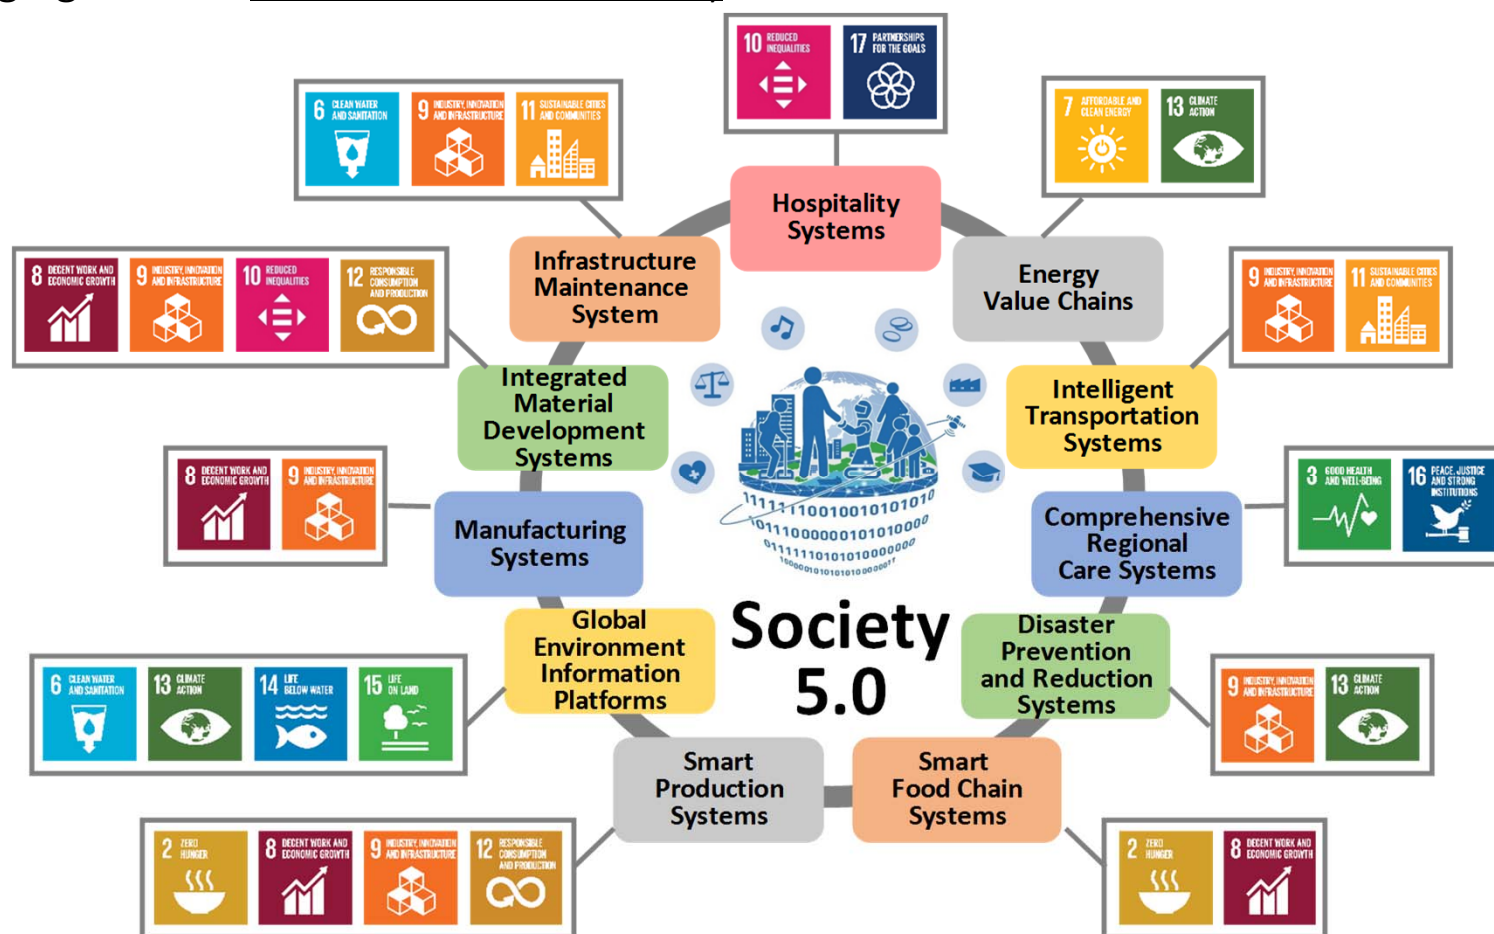 10 REDUCED
INEQUALITIES
17 PARTNERSHIPS
FOR THE GOALS
6 CLEAN WATER
AND SANITATION
9 INDUSTRY, INNOVATION
AND INFRASTRUCTURE
11 SUSTAINABLE CITIES
AND COMMUNITIES
7 AFFORDABLE AND
CLEAN ENERGY
13 CLIMATE
ACTION
Hospitality
Systems
Infrastructure
Maintenance
System
Energy
Value Chains
8 DECENT WORK AND
ECONOMIC GROWTH
9 INDUSTRY, INNOVATION
AND INFRASTRUCTURE
10 REDUCED
INEQUALITIES
12 RESPONSIBLE
CONSUMPTION
AND PRODUCTION
9 INDUSTRY, INNOVATION
AND INFRASTRUCTURE
11 SUSTAINABLE CITIES
AND COMMUNITIES
Integrated
Material
Development
Systems
Intelligent
Transportation
Systems
8 DECENT WORK AND
ECONOMIC GROWTH
9 INDUSTRY, INNOVATION
AND INFRASTRUCTURE
3 GOOD HEALTH
AND WELL-BEING
16 PEACE, JUSTICE
AND STRONG
INSTITUTIONS
Manufacturing
Systems
Comprehensive
Regional
Care Systems
Society
5.0
Global
Environment
Information
Platforms
Disaster
Prevention
and Reduction
Systems
6 CLEAN WATER
AND SANITATION
13 CLIMATE
ACTION
14 LIFE
BELOW WATER
15 LIFE
ON LAND
9 INDUSTRY, INNOVATION
AND INFRASTRUCTURE
13 CLIMATE
ACTION
Smart
Production
Systems
Smart
Food Chain
Systems
2 ZERO
HUNGER
8 DECENT WORK AND
ECONOMIC GROWTH
9 INDUSTRY, INNOVATION
AND INFRASTRUCTURE
12 RESPONSIBLE
CONSUMPTION
AND PRODUCTION
2 ZERO
HUNGER
8 DECENT WORK AND
ECONOMIC GROWTH